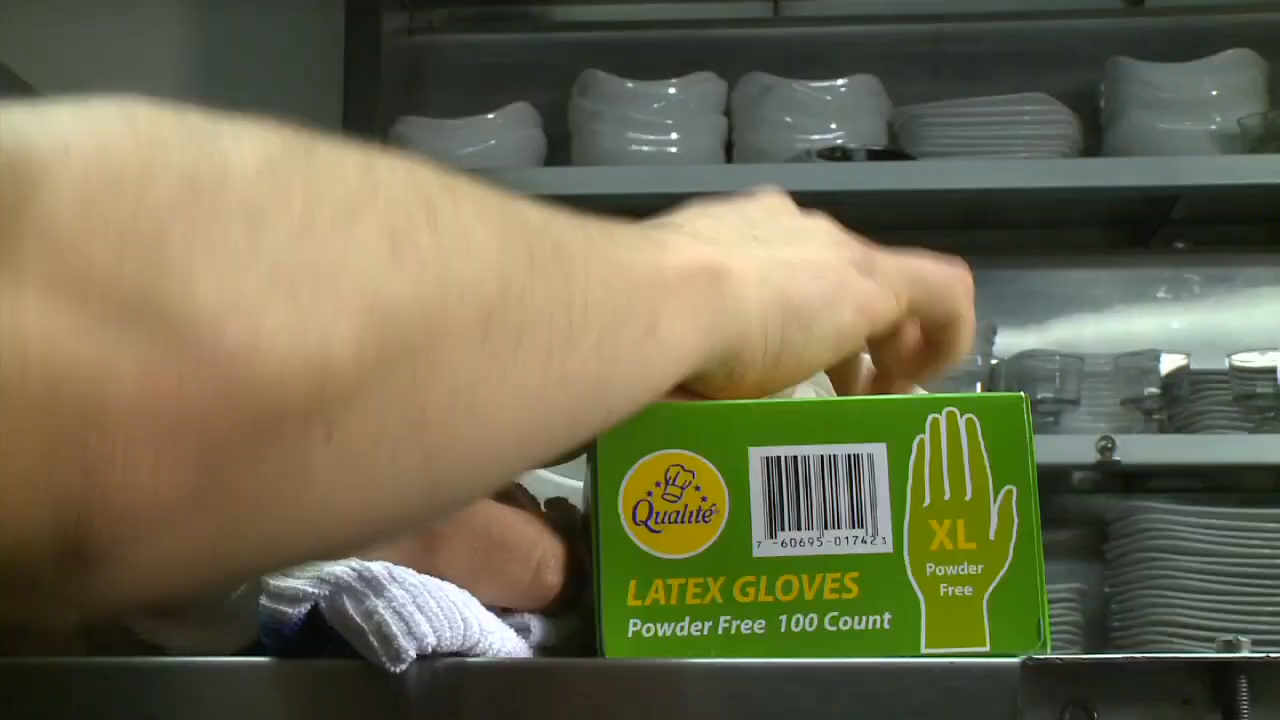 Qualité
7 -60695-01742 3
LATEX GLOVES
Powder Free 100 Count
XL
Powder
Free